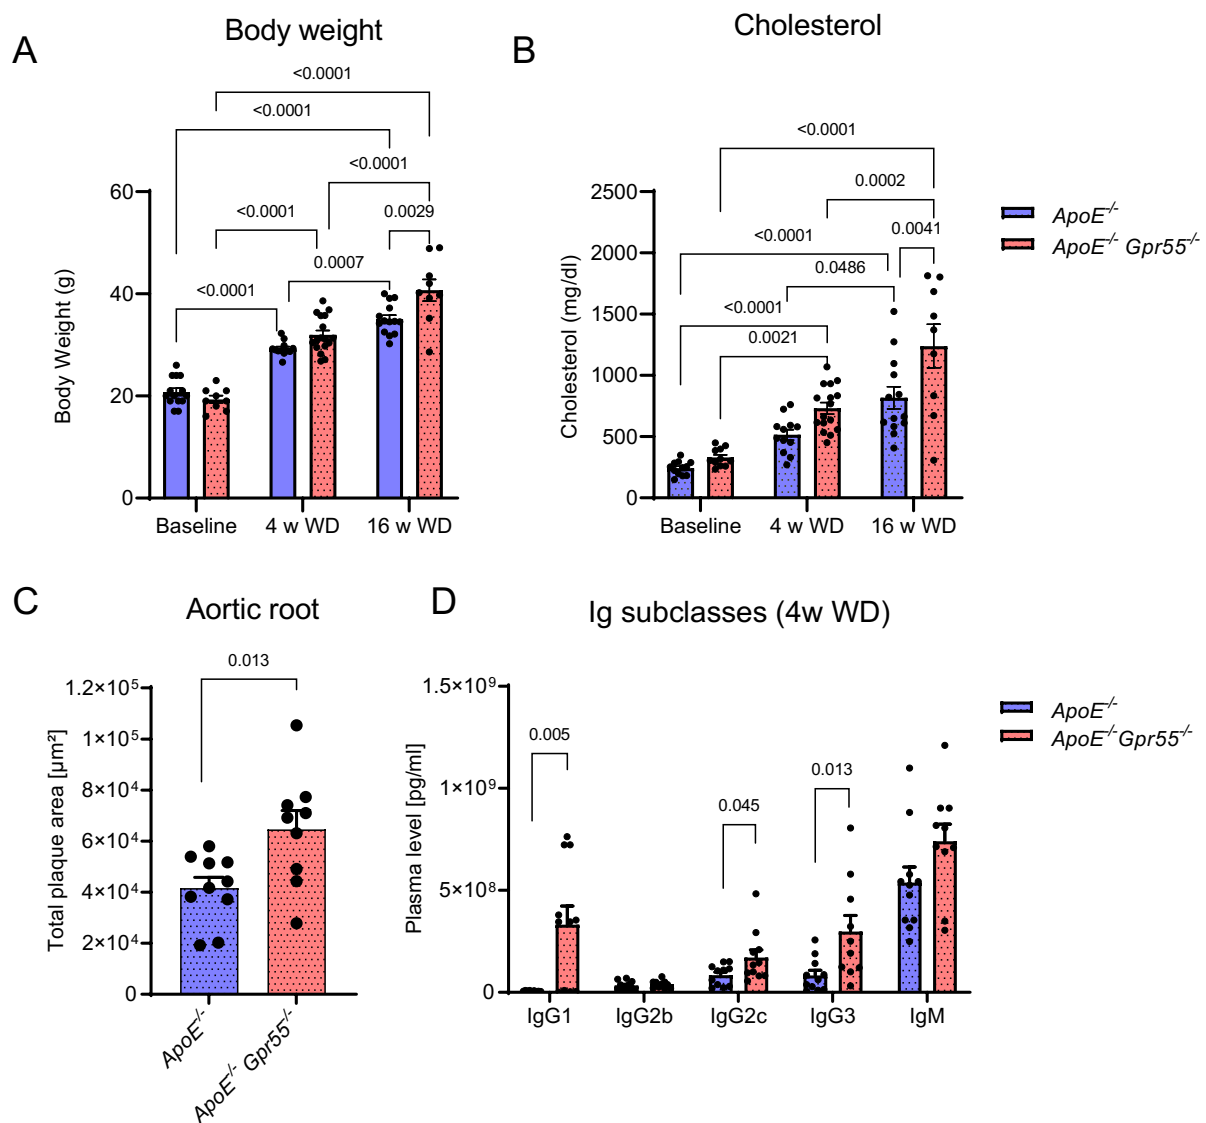 A
Body weight
<0.0001
<0.0001
<0.0001
<0.0001
0.0029
0.0007
<0.0001
60
40
20
0
Body Weight (g)
Baseline
4 w WD
16 w WD
B
Cholesterol
<0.0001
0.0002
<0.0001
0.0041
0.0486
<0.0001
0.0021
2500
2000
1500
1000
500
0
Cholesterol (mg/dl)
Baseline
4 w WD
16 w WD
ApoE⁻/⁻
ApoE⁻/⁻ Gpr55⁻/⁻
C
Aortic root
0.013
1.2×10⁵
1×10⁵
8×10⁴
6×10⁴
4×10⁴
2×10⁴
0
Total plaque area [µm²]
ApoE⁻/⁻
ApoE⁻/⁻ Gpr55⁻/⁻
D
Ig subclasses (4w WD)
1.5×10⁹
1×10⁹
5×10⁸
0
Plasma level [pg/ml]
0.005
0.045
0.013
IgG1
IgG2b
IgG2c
IgG3
IgM
ApoE⁻/⁻
ApoE⁻/⁻Gpr55⁻/⁻